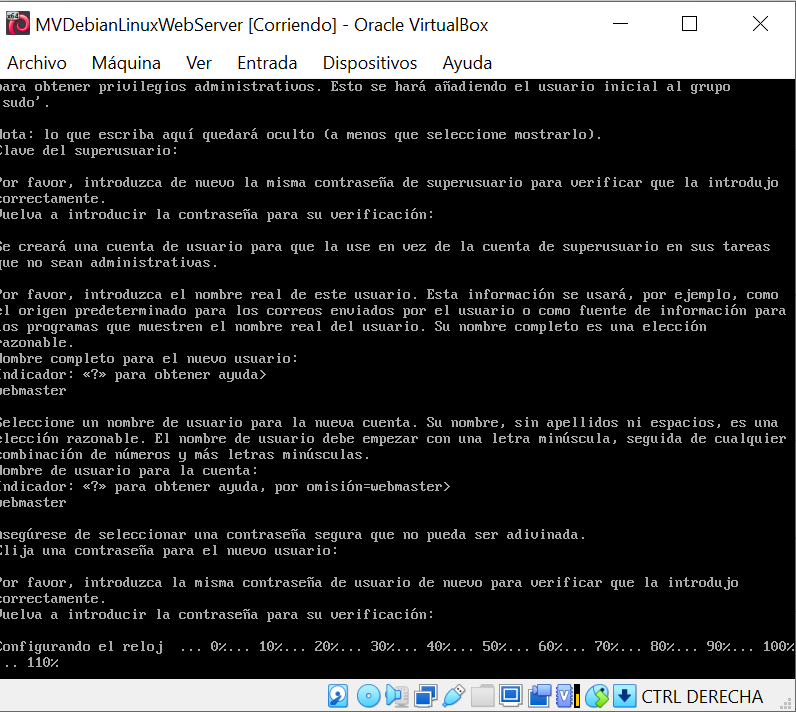 MVDebianLinuxWebServer [Corriendo] - Oracle VirtualBox
Archivo Máquina Ver Entrada Dispositivos Ayuda
para obtener privilegios administrativos. Esto se hará añadiendo el usuario inicial al grupo
'sudo'.
Nota: lo que escriba aquí quedará oculto (a menos que seleccione mostrarlo).
Clave del superusuario:
Por favor, introduzca de nuevo la misma contraseña de superusuario para verificar que la introdujo
correctamente.
Vuelva a introducir la contraseña para su verificación:
Se creará una cuenta de usuario para que la use en vez de la cuenta de superusuario en sus tareas
que no sean administrativas.
Por favor, introduzca el nombre real de este usuario. Esta información se usará, por ejemplo, como
el origen predeterminado para los correos enviados por el usuario o como fuente de información para
los programas que muestren el nombre real del usuario. Su nombre completo es una elección
razonable.
Nombre completo para el nuevo usuario:
Indicador: «?» para obtener ayuda>
webmaster
Seleccione un nombre de usuario para la nueva cuenta. Su nombre, sin apellidos ni espacios, es una
elección razonable. El nombre de usuario debe empezar con una letra minúscula, seguida de cualquier
combinación de números y más letras minúsculas.
Nombre de usuario para la cuenta:
Indicador: «?» para obtener ayuda, por omisión=webmaster>
webmaster
Asegúrese de seleccionar una contraseña segura que no pueda ser adivinada.
Elija una contraseña para el nuevo usuario:
Por favor, introduzca la misma contraseña de usuario de nuevo para verificar que la introdujo
correctamente.
Vuelva a introducir la contraseña para su verificación:
Configurando el reloj ... 0%... 10%... 20%... 30%... 40%... 50%... 60%... 70%... 80%... 90%... 100%
... 110%
CTRL DERECHA